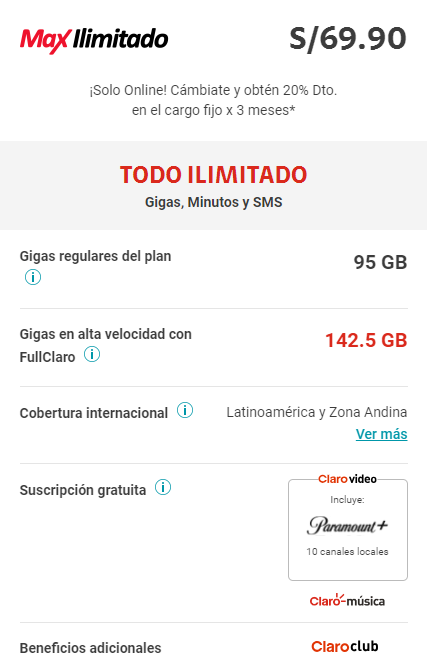 Max Ilimitado
S/69.90
¡Solo Online! Cámbiate y obtén 20% Dto.
en el cargo fijo x 3 meses*
TODO ILIMITADO
Gigas, Minutos y SMS
Gigas regulares del plan
i
95 GB
Gigas en alta velocidad con
FullClaro i
142.5 GB
Cobertura internacional i
Latinoamérica y Zona Andina
Ver más
Suscripción gratuita i
Claro video
Incluye:
Paramount+
10 canales locales
Claro-música
Beneficios adicionales
Claro club